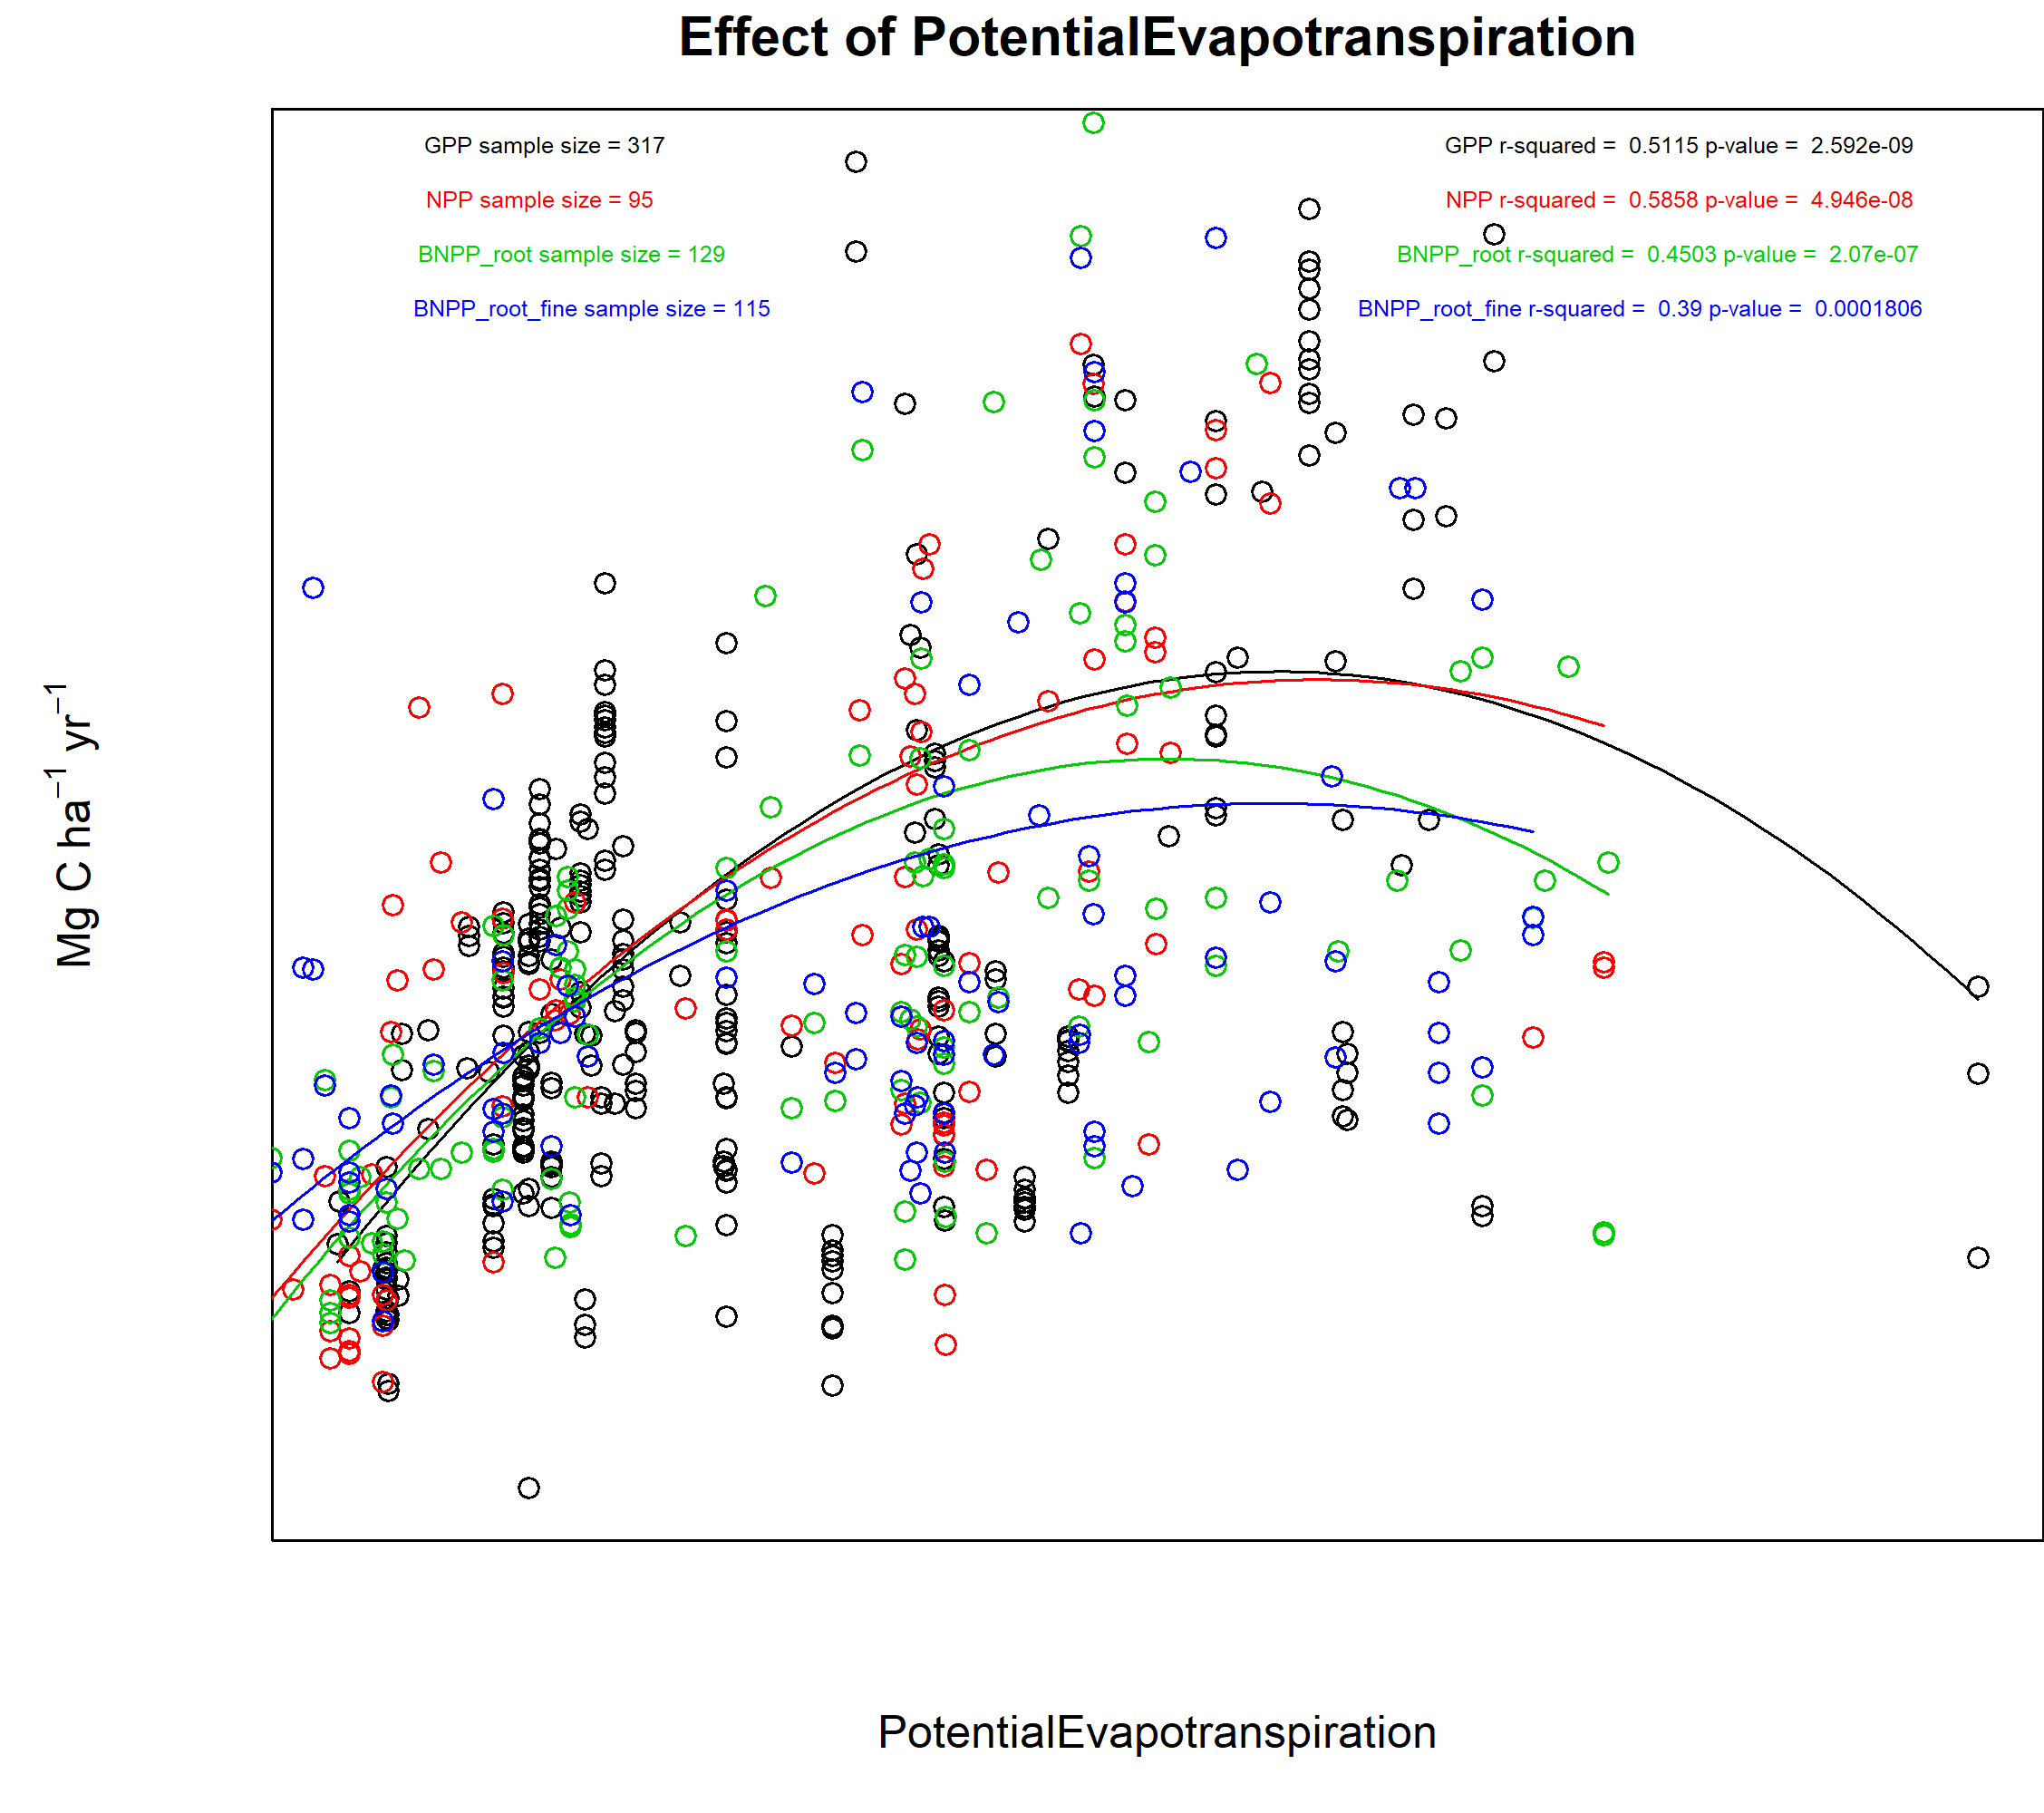 Effect of PotentialEvapotranspiration
GPP sample size = 317
GPP r-squared = 0.5115 p-value = 2.592e-09
NPP sample size = 95
NPP r-squared = 0.5858 p-value = 4.946e-08
BNPP_root sample size = 129
BNPP_root r-squared = 0.4503 p-value = 2.07e-07
BNPP_root_fine sample size = 115
BNPP_root_fine r-squared = 0.39 p-value = 0.0001806
Mg C ha⁻¹ yr⁻¹
PotentialEvapotranspiration